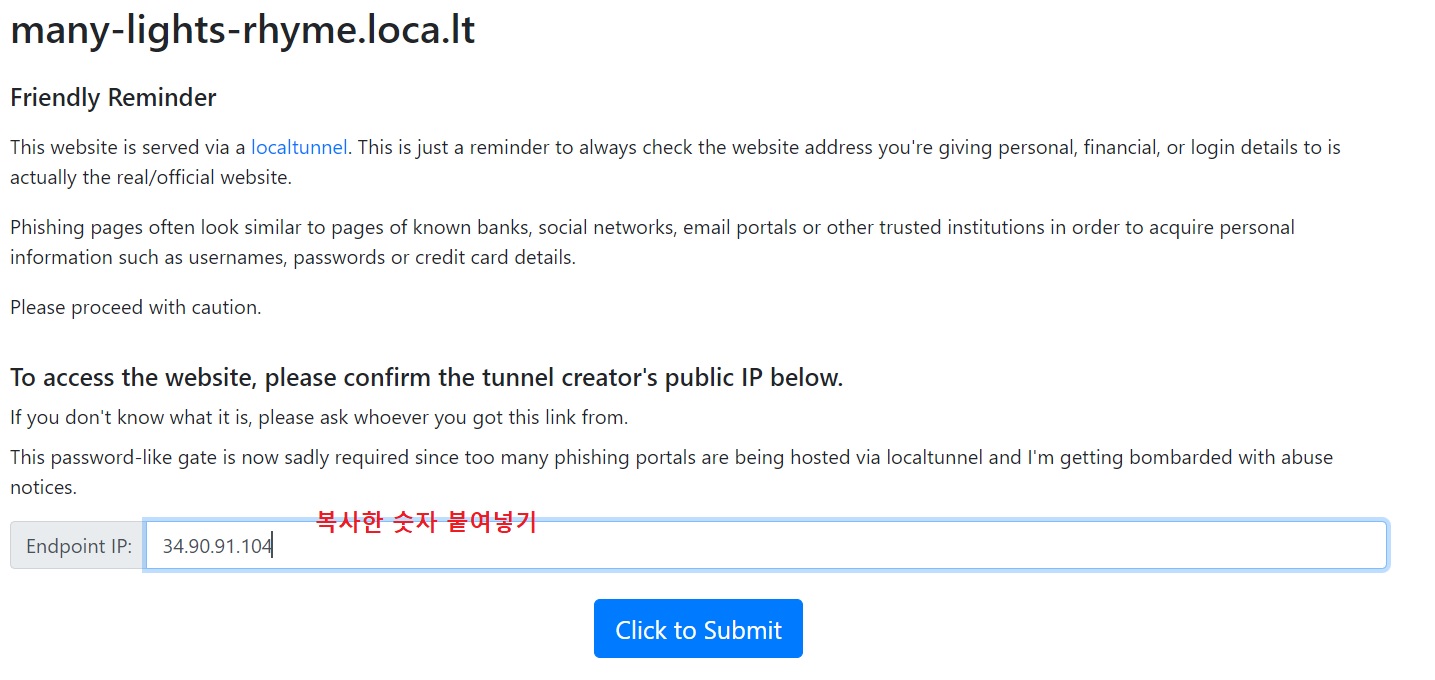 many-lights-rhyme.loca.lt
Friendly Reminder
This website is served via a localtunnel. This is just a reminder to always check the website address you're giving personal, financial, or login details to is
actually the real/official website.
Phishing pages often look similar to pages of known banks, social networks, email portals or other trusted institutions in order to acquire personal
information such as usernames, passwords or credit card details.
Please proceed with caution.
To access the website, please confirm the tunnel creator's public IP below.
If you don't know what it is, please ask whoever you got this link from.
This password-like gate is now sadly required since too many phishing portals are being hosted via localtunnel and I'm getting bombarded with abuse
notices.
복사한 숫자 붙여넣기
Endpoint IP: 34.90.91.104
Click to Submit